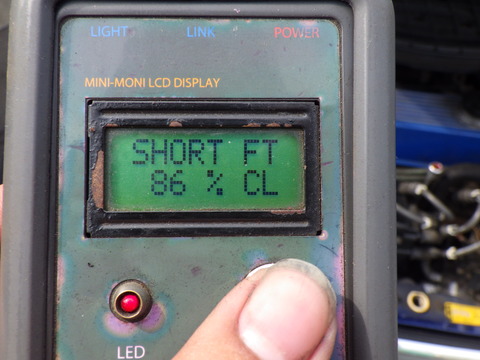 LIGHT LINK POWER
MINI-MONI LCD DISPLAY
SHORT FT
86 % CL
LED